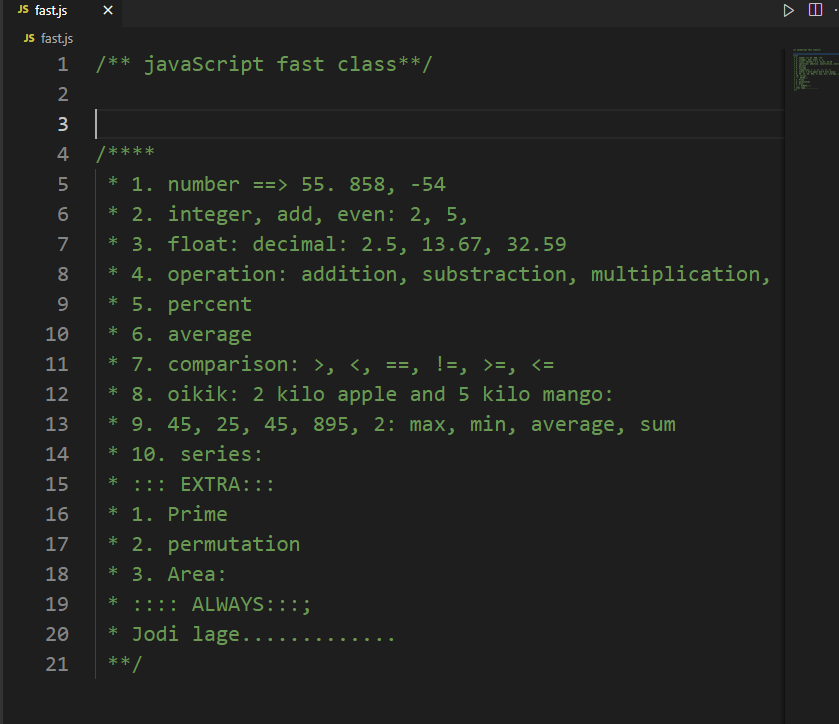 JS fast.js ×
JS fast.js
1 /** javaScript fast class**/
2
3
4 /****
5 * 1. number ==> 55. 858, -54
6 * 2. integer, add, even: 2, 5,
7 * 3. float: decimal: 2.5, 13.67, 32.59
8 * 4. operation: addition, substraction, multiplication,
9 * 5. percent
10 * 6. average
11 * 7. comparison: >, <, ==, !=, >=, <=
12 * 8. oikik: 2 kilo apple and 5 kilo mango:
13 * 9. 45, 25, 45, 895, 2: max, min, average, sum
14 * 10. series:
15 * ::: EXTRA:::
16 * 1. Prime
17 * 2. permutation
18 * 3. Area:
19 * :::: ALWAYS:::;
20 * Jodi lage.............
21 **/